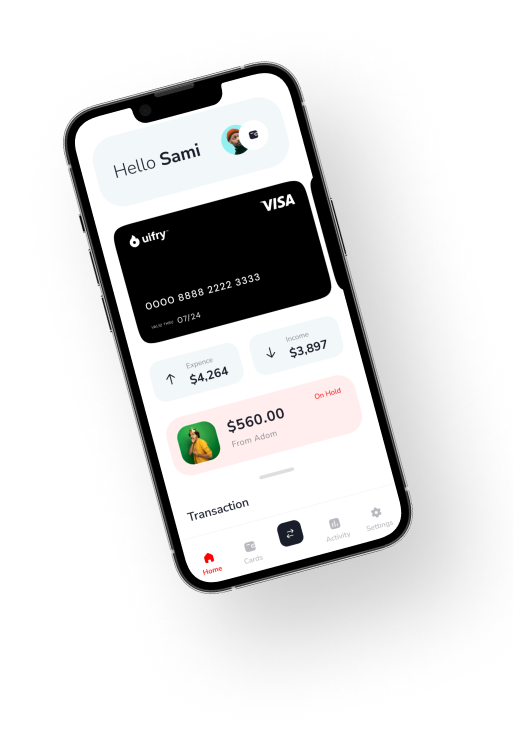 Hello Sami
VISA
uifry
0000 8888 2222 3333
VALID THRU 07/24
Expence
$4,264
Income
$3,897
On Hold
$560.00
From Adom
Transaction
Home
Cards
Activity
Settings